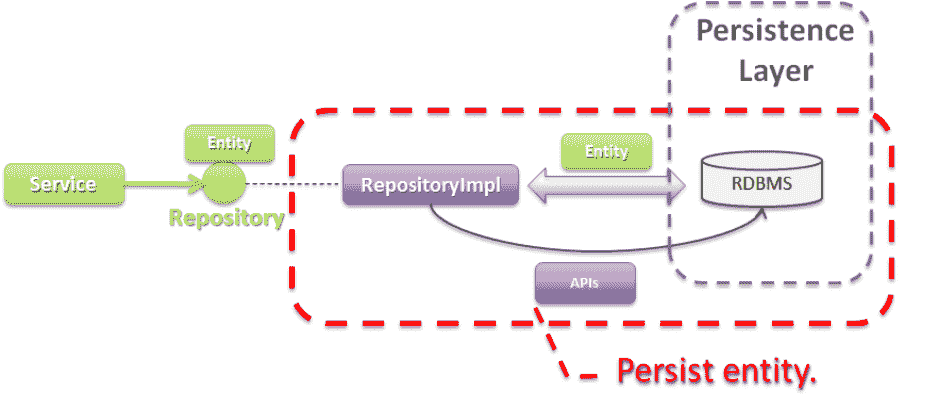 Persistence
Layer
Entity
Entity
Service
RepositoryImpl
RDBMS
Repository
APIs
Persist entity.